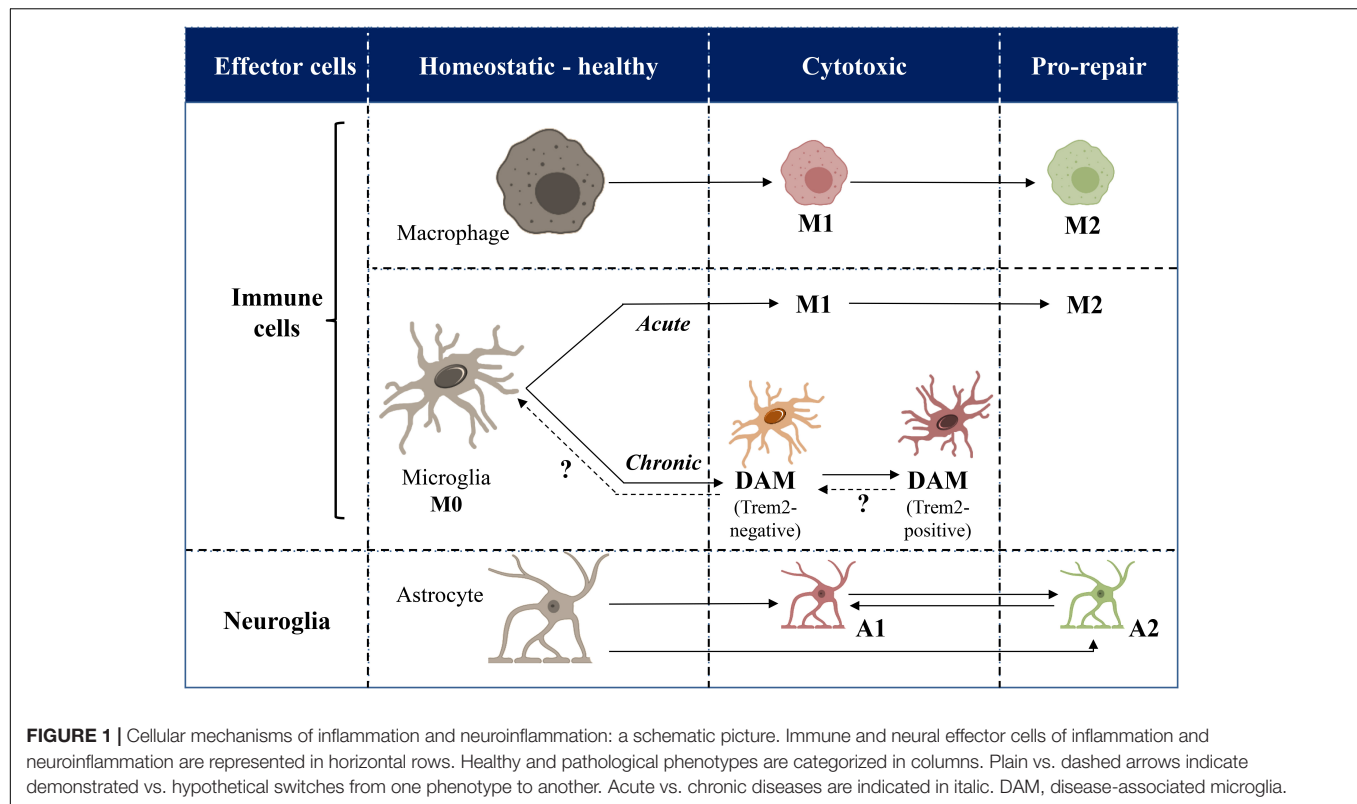 Effector cells
Homeostatic - healthy
Cytotoxic
Pro-repair
Immune
cells
Macrophage
M1
M2
Microglia
M0
Acute
M1
M2
?
Chronic
DAM
(Trem2-
negative)
?
DAM
(Trem2-
positive)
Neuroglia
Astrocyte
A1
A2
FIGURE 1 | Cellular mechanisms of inflammation and neuroinflammation: a schematic picture. Immune and neural effector cells of inflammation and
neuroinflammation are represented in horizontal rows. Healthy and pathological phenotypes are categorized in columns. Plain vs. dashed arrows indicate
demonstrated vs. hypothetical switches from one phenotype to another. Acute vs. chronic diseases are indicated in italic. DAM, disease-associated microglia.